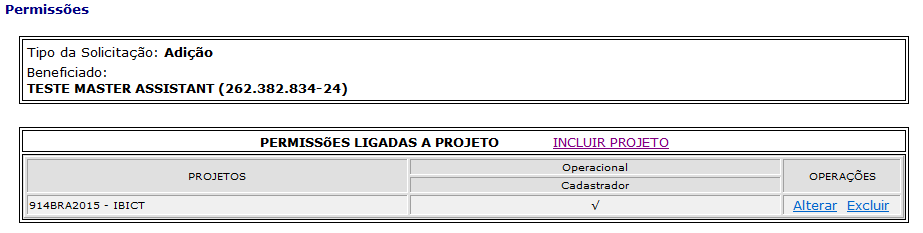 Permissões
Tipo da Solicitação: Adição
Beneficiado:
TESTE MASTER ASSISTANT (262.382.834-24)
PERMISSõES LIGADAS A PROJETO INCLUIR PROJETO
PROJETOS Operacional OPERAÇÕES
Cadastrador
914BRA2015 - IBICT √ Alterar Excluir